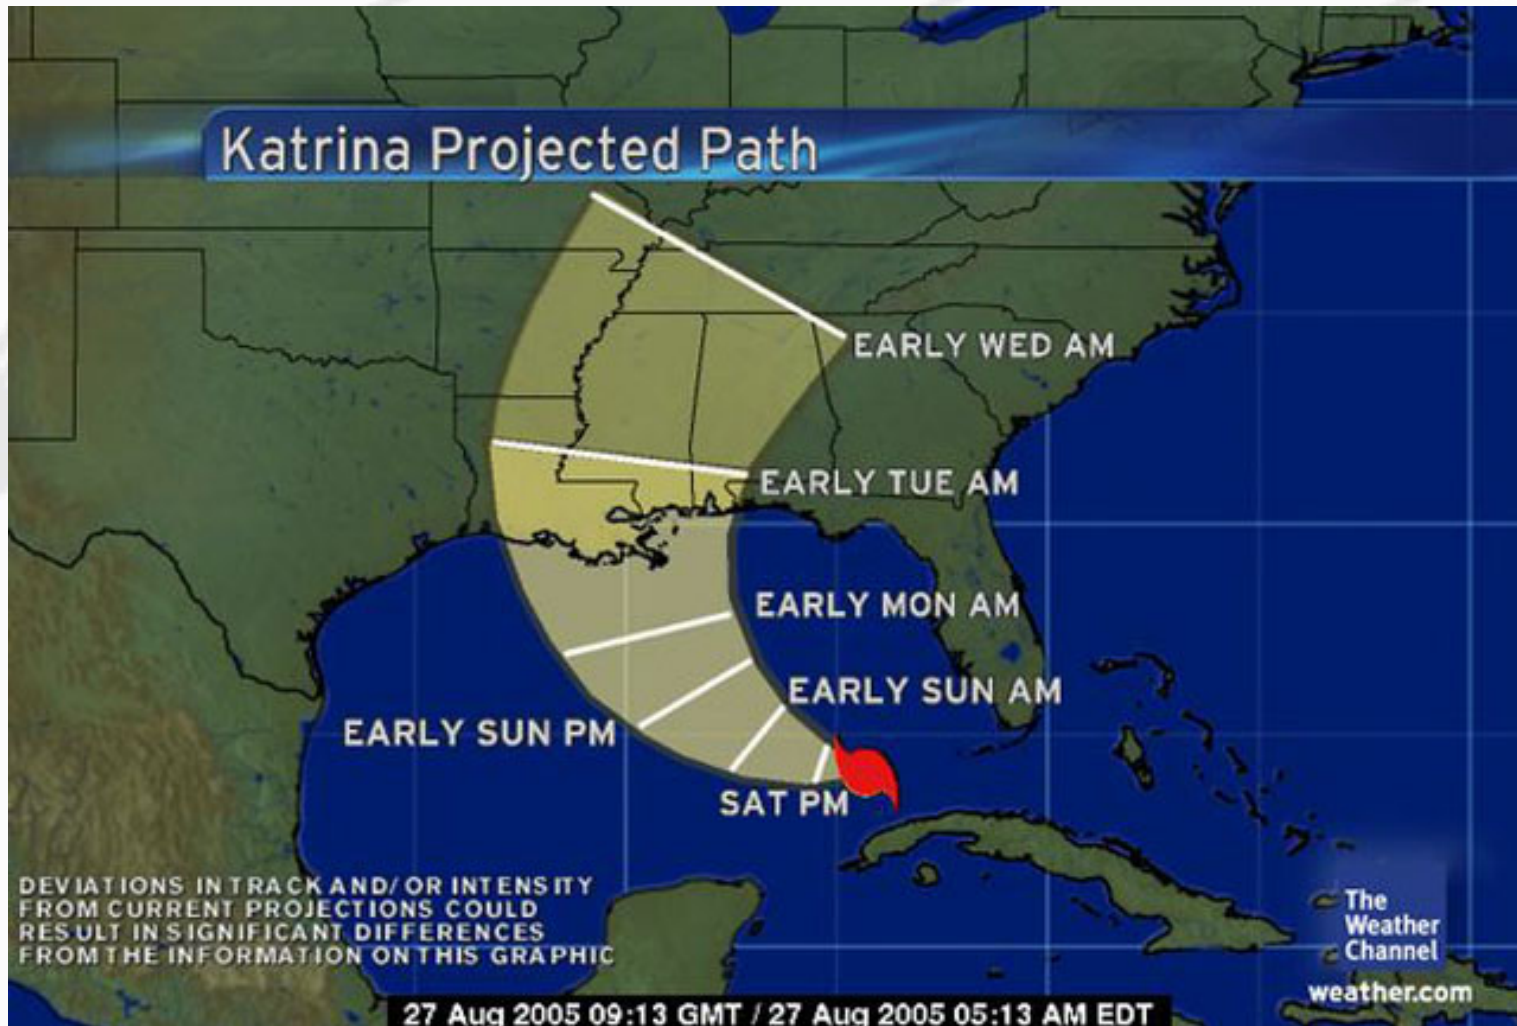 Katrina Projected Path
EARLY WED AM
EARLY TUE AM
EARLY MON AM
EARLY SUN AM
EARLY SUN PM
SAT PM
DEVIATIONS IN TRACK AND/OR INTENSITY
FROM CURRENT PROJECTIONS COULD
RESULT IN SIGNIFICANT DIFFERENCES
FROM THE INFORMATION ON THIS GRAPHIC
The
Weather
Channel
weather.com
27 Aug 2005 09:13 GMT / 27 Aug 2005 05:13 AM EDT